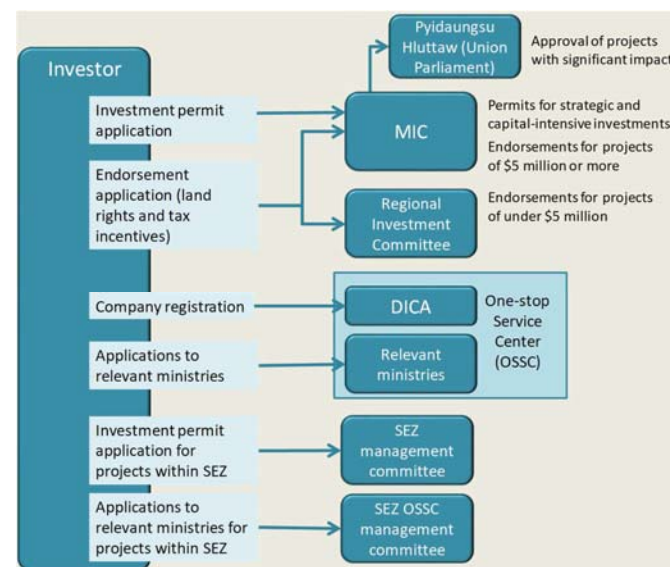 Investor
Pyidaungsu
Hluttaw (Union
Parliament)
Approval of projects
with significant impact
Investment permit
application
MIC
Permits for strategic and
capital-intensive investments
Endorsements for projects
of $5 million or more
Endorsement
application (land
rights and tax
incentives)
Regional
Investment
Committee
Endorsements for projects
of under $5 million
Company registration
DICA
One-stop
Service
Center
(OSSC)
Applications to
relevant ministries
Relevant
ministries
Investment permit
application for
projects within SEZ
SEZ
management
committee
Applications to
relevant ministries for
projects within SEZ
SEZ OSSC
management
committee